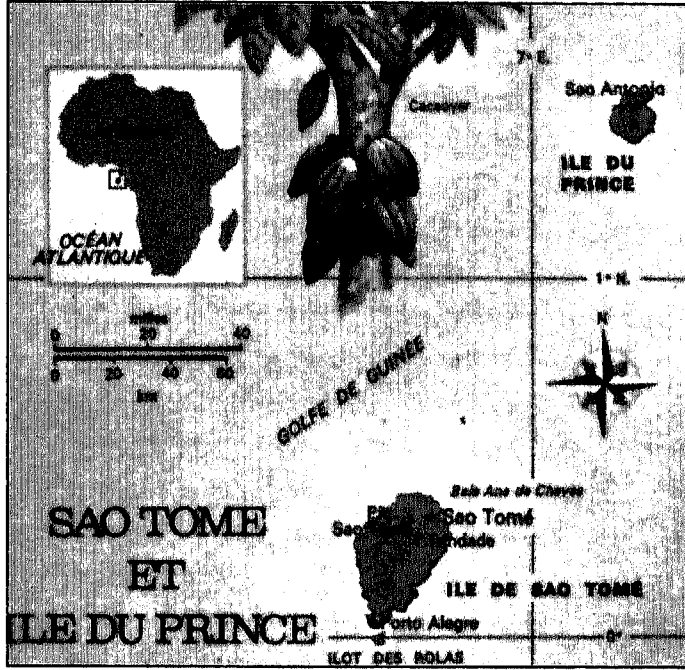 7° E.
Sao Antonio
Cacaoyer
ILE DU
PRINCE
OCÉAN
ATLANTIQUE
1° N.
miles
0 20 40
0 20 40 60
km
N
GOLFE DE GUINÉE
Baia Ana de Chaves
Sao Tomé
SAO TOME
ET
ILE DU PRINCE
ILE DE SAO TOMÉ
Porto Alegre
0°
ILOT DES ROLAS